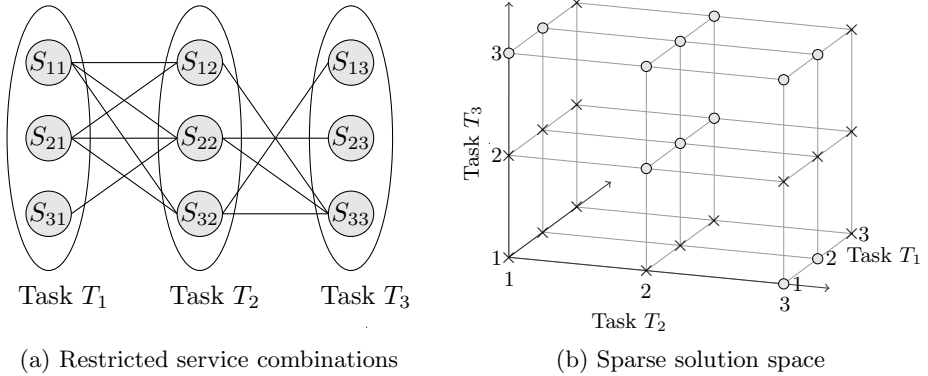 S11 S12 S13
S21 S22 S23
S31 S32 S33
Task T1 Task T2 Task T3
(a) Restricted service combinations
3
2
1
Task T3
1
2
3
Task T2
1
2
3
Task T1
(b) Sparse solution space